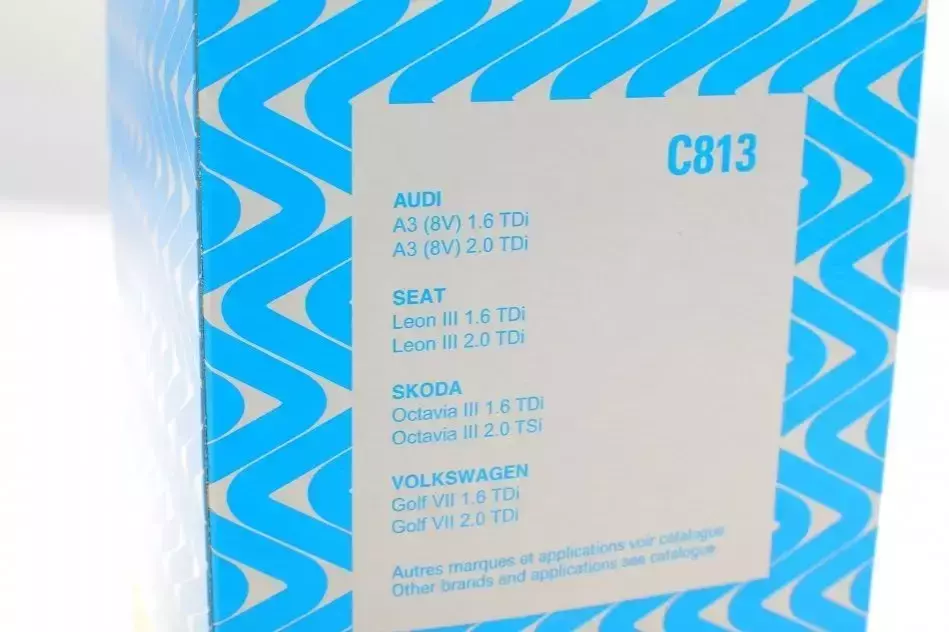 C813
AUDI
A3 (8V) 1.6 TDi
A3 (8V) 2.0 TDi
SEAT
Leon III 1.6 TDi
Leon III 2.0 TDi
SKODA
Octavia III 1.6 TDi
Octavia III 2.0 TSi
VOLKSWAGEN
Golf VII 1.6 TDi
Golf VII 2.0 TDi
Autres marques et applications voir catalogue
Other brands and applications see catalogue